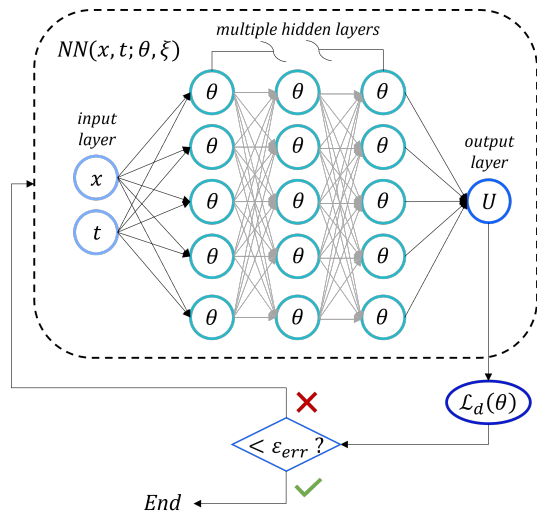 multiple hidden layers
NN(x, t; θ, ξ)
input
layer
output
layer
x
t
θ θ θ
θ θ θ
θ θ θ
θ θ θ
θ θ θ
U
ℒ_d(θ)
< ε_err ?
End